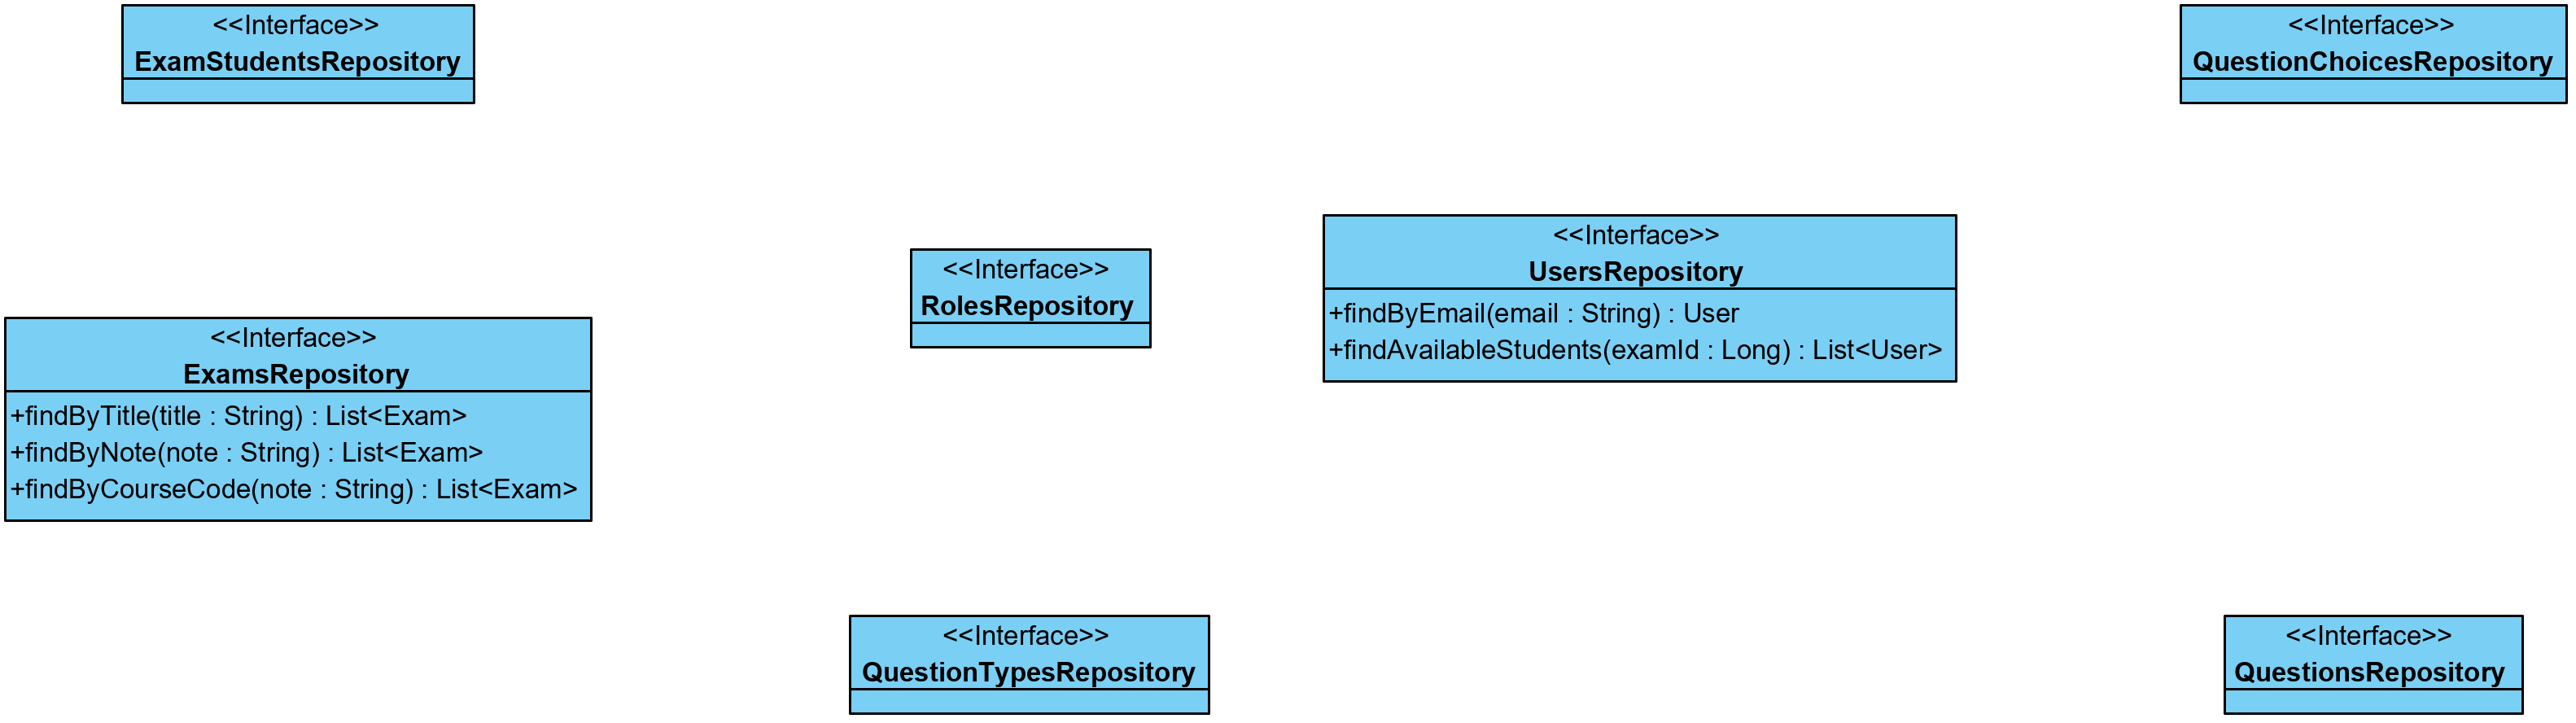 <<Interface>>
ExamStudentsRepository
<<Interface>>
QuestionChoicesRepository
<<Interface>>
RolesRepository
<<Interface>>
UsersRepository
+findByEmail(email : String) : User
+findAvailableStudents(examId : Long) : List<User>
<<Interface>>
ExamsRepository
+findByTitle(title : String) : List<Exam>
+findByNote(note : String) : List<Exam>
+findByCourseCode(note : String) : List<Exam>
<<Interface>>
QuestionTypesRepository
<<Interface>>
QuestionsRepository